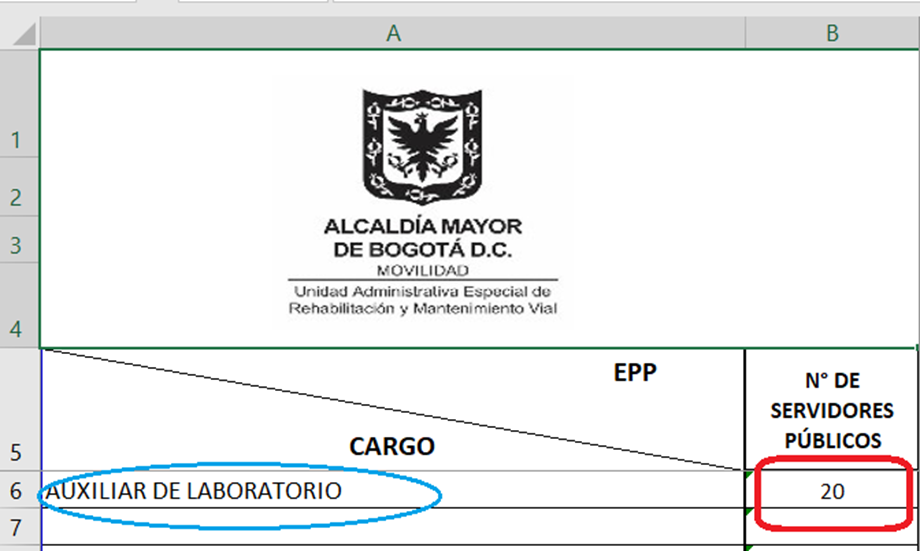 A B
1
2
3
4
ALCALDÍA MAYOR
DE BOGOTÁ D.C.
MOVILIDAD
Unidad Administrativa Especial de
Rehabilitación y Mantenimiento Vial
5
EPP
CARGO
N° DE
SERVIDORES
PÚBLICOS
6 AUXILIAR DE LABORATORIO 20
7